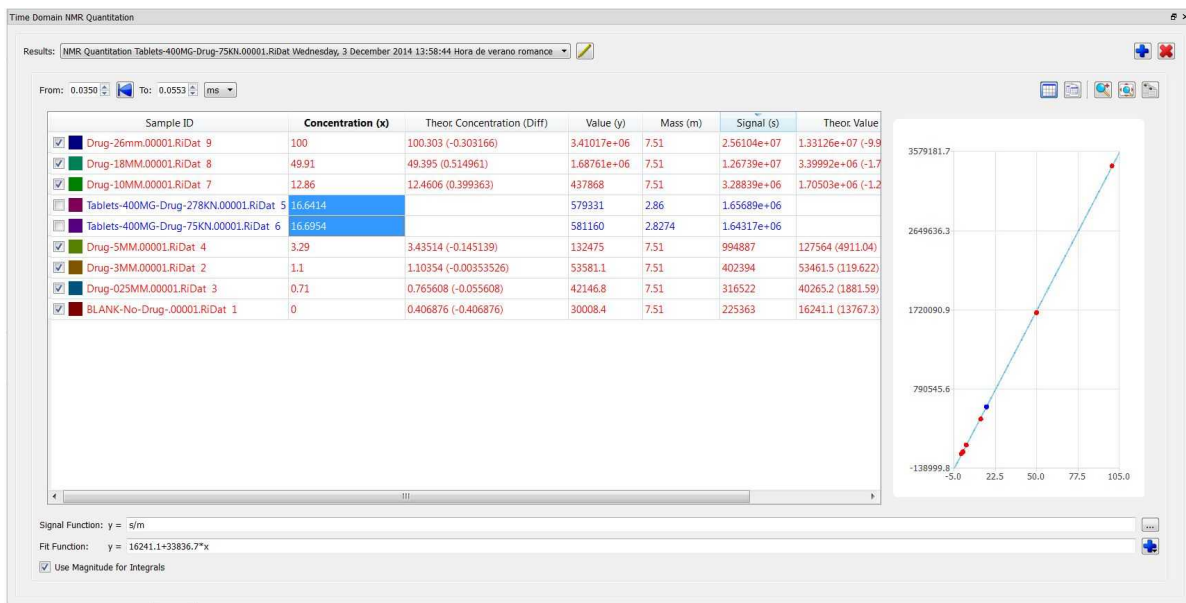 Time Domain NMR Quantitation
Results: NMR Quantitation Tablets-400MG-Drug-75KN.00001.RiDat Wednesday, 3 December 2014 13:58:44 Hora de verano romance
From: 0.0350 To: 0.0553 ms
Sample ID Concentration (x) Theor. Concentration (Diff) Value (y) Mass (m) Signal (s) Theor. Value
Drug-26mm.00001.RiDat 9 100 100.303 (-0.303166) 3.41017e+06 7.51 2.56104e+07 1.33126e+07 (-9.9
Drug-18MM.00001.RiDat 8 49.91 49.395 (0.514961) 1.68761e+06 7.51 1.26739e+07 3.39992e+06 (-1.7
Drug-10MM.00001.RiDat 7 12.86 12.4606 (0.399363) 437868 7.51 3.28839e+06 1.70503e+06 (-1.2
Tablets-400MG-Drug-278KN.00001.RiDat 5 16.6414 579331 2.86 1.65689e+06
Tablets-400MG-Drug-75KN.00001.RiDat 6 16.6954 581160 2.8274 1.64317e+06
Drug-5MM.00001.RiDat 4 3.29 3.43514 (-0.145139) 132475 7.51 994887 127564 (4911.04)
Drug-3MM.00001.RiDat 2 1.1 1.10354 (-0.00353526) 53581.1 7.51 402394 53461.5 (119.622)
Drug-025MM.00001.RiDat 3 0.71 0.765608 (-0.055608) 42146.8 7.51 316522 40265.2 (1881.59)
BLANK-No-Drug-.00001.RiDat 1 0 0.406876 (-0.406876) 30008.4 7.51 225363 16241.1 (13767.3)
3579181.7
2649636.3
1720090.9
790545.6
-138999.8
-5.0 22.5 50.0 77.5 105.0
Signal Function: y = s/m
...
Fit Function: y = 16241.1+33836.7*x
Use Magnitude for Integrals